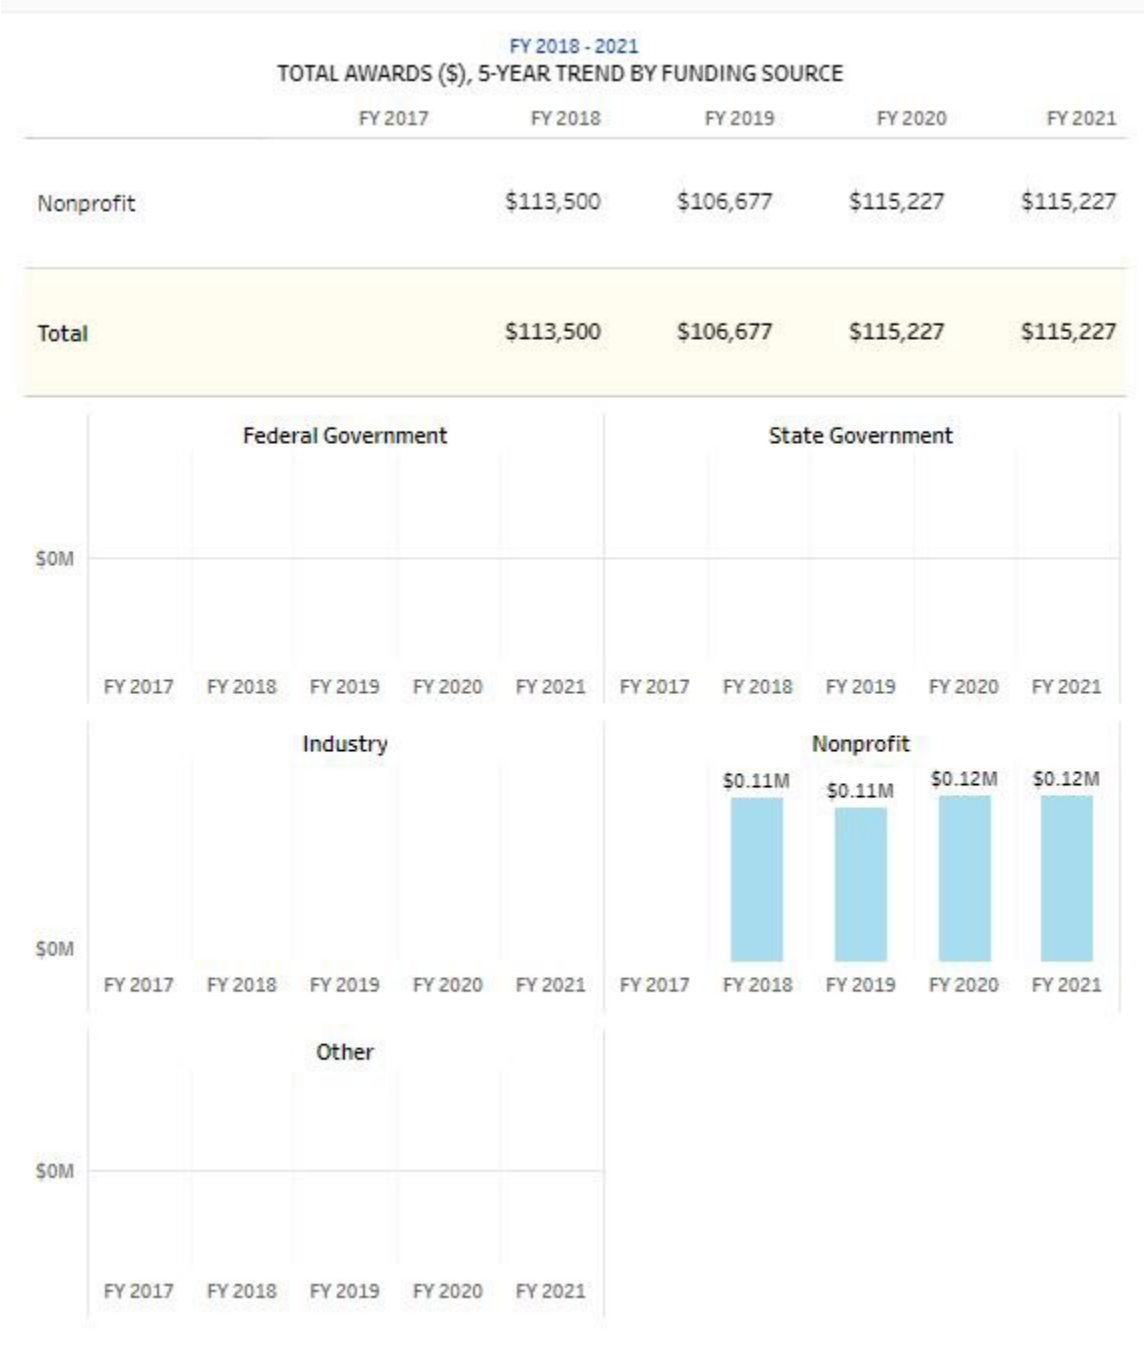 FY 2018 - 2021
TOTAL AWARDS ($), 5-YEAR TREND BY FUNDING SOURCE
FY 2017 FY 2018 FY 2019 FY 2020 FY 2021
Nonprofit $113,500 $106,677 $115,227 $115,227
Total $113,500 $106,677 $115,227 $115,227
Federal Government State Government
$0M
FY 2017 FY 2018 FY 2019 FY 2020 FY 2021 FY 2017 FY 2018 FY 2019 FY 2020 FY 2021
Industry Nonprofit
$0.11M $0.11M $0.12M $0.12M
$0M
FY 2017 FY 2018 FY 2019 FY 2020 FY 2021 FY 2017 FY 2018 FY 2019 FY 2020 FY 2021
Other
$0M
FY 2017 FY 2018 FY 2019 FY 2020 FY 2021